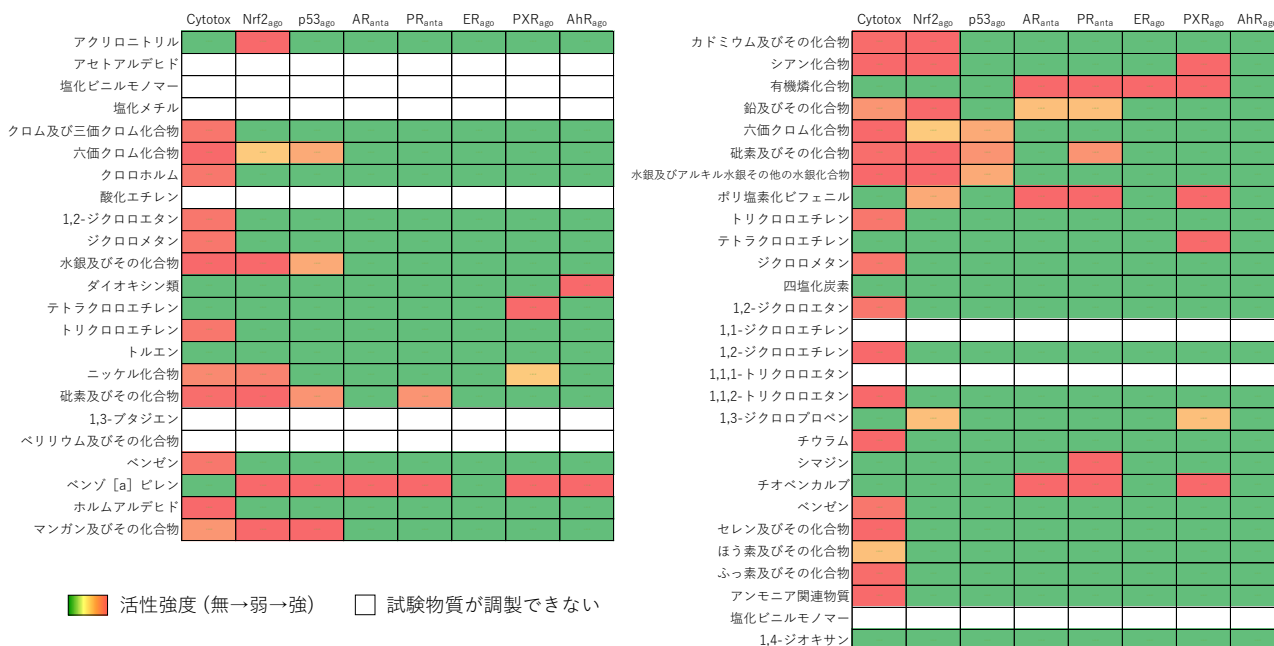 Cytotox Nrf2ago p53ago ARanta PRanta ERago PXRago AhRago
アクリロニトリル
アセトアルデヒド
塩化ビニルモノマー
塩化メチル
クロム及び三価クロム化合物
六価クロム化合物
クロロホルム
酸化エチレン
1,2-ジクロロエタン
ジクロロメタン
水銀及びその化合物
ダイオキシン類
テトラクロロエチレン
トリクロロエチレン
トルエン
ニッケル化合物
砒素及びその化合物
1,3-ブタジエン
ベリリウム及びその化合物
ベンゼン
ベンゾ［a］ピレン
ホルムアルデヒド
マンガン及びその化合物
活性強度 (無→弱→強)
試験物質が調製できない
Cytotox Nrf2ago p53ago ARanta PRanta ERago PXRago AhRago
カドミウム及びその化合物
シアン化合物
有機燐化合物
鉛及びその化合物
六価クロム化合物
砒素及びその化合物
水銀及びアルキル水銀その他の水銀化合物
ポリ塩素化ビフェニル
トリクロロエチレン
テトラクロロエチレン
ジクロロメタン
四塩化炭素
1,2-ジクロロエタン
1,1-ジクロロエチレン
1,2-ジクロロエチレン
1,1,1-トリクロロエタン
1,1,2-トリクロロエタン
1,3-ジクロロプロペン
チウラム
シマジン
チオベンカルブ
ベンゼン
セレン及びその化合物
ほう素及びその化合物
ふっ素及びその化合物
アンモニア関連物質
塩化ビニルモノマー
1,4-ジオキサン